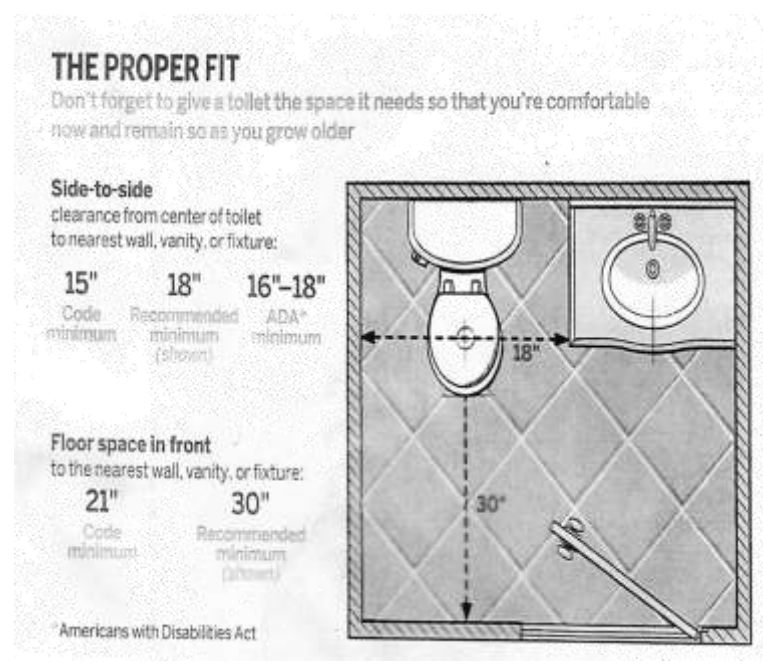 THE PROPER FIT
Don't forget to give a toilet the space it needs so that you're comfortable
now and remain so as you grow older
Side-to-side
clearance from center of toilet
to nearest wall, vanity, or fixture:
15" 18" 16"–18"
Code Recommended ADA*
minimum minimum minimum
(shown)
18"
Floor space in front
to the nearest wall, vanity, or fixture:
21" 30"
Code Recommended
minimum minimum
(shown)
30"
*Americans with Disabilities Act